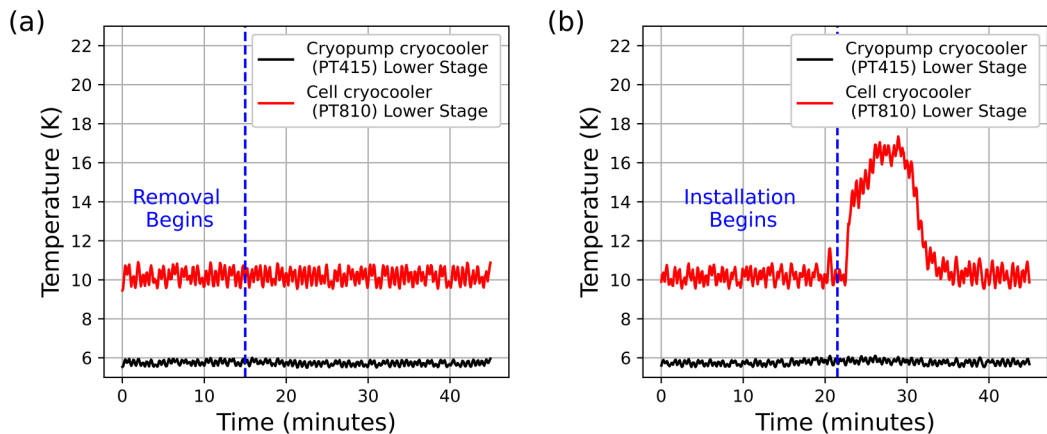 (a)
22
20
18
16
14
12
10
8
6
Temperature (K)
Cryopump cryocooler
(PT415) Lower Stage
Cell cryocooler
(PT810) Lower Stage
Removal
Begins
0 10 20 30 40
Time (minutes)
(b)
22
20
18
16
14
12
10
8
6
Temperature (K)
Cryopump cryocooler
(PT415) Lower Stage
Cell cryocooler
(PT810) Lower Stage
Installation
Begins
0 10 20 30 40
Time (minutes)